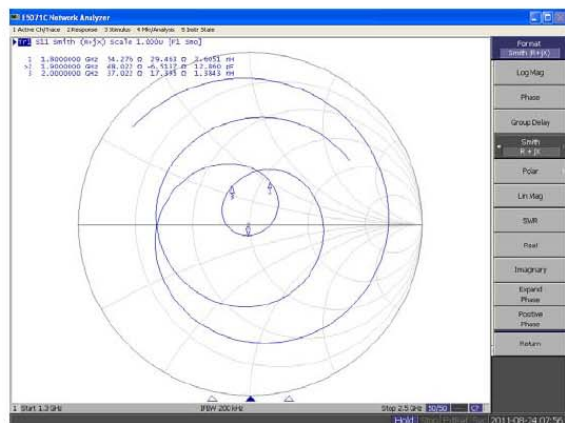 E5071C Network Analyzer
1 Active Ch/Trace 2 Response 3 Stimulus 4 Mkr/Analysis 5 Instr State
Tr1 S11 Smith (R+jX) Scale 1.000U [F1 Smo]
1 1.8000000 GHz 54.276 Ω 29.463 Ω 2.6051 nH
>2 1.9000000 GHz 48.022 Ω -6.5137 Ω 12.860 pF
3 2.0000000 GHz 37.022 Ω 17.395 Ω 1.3843 nH
Format
Smith (R+jX)
Log Mag
Phase
Group Delay
Smith
R + jX
Polar
Lin Mag
SWR
Real
Imaginary
Expand
Phase
Positive
Phase
Return
1 Start 1.3 GHz IFBW 200 kHz Stop 2.5 GHz
Hold 2011-08-24 07:56